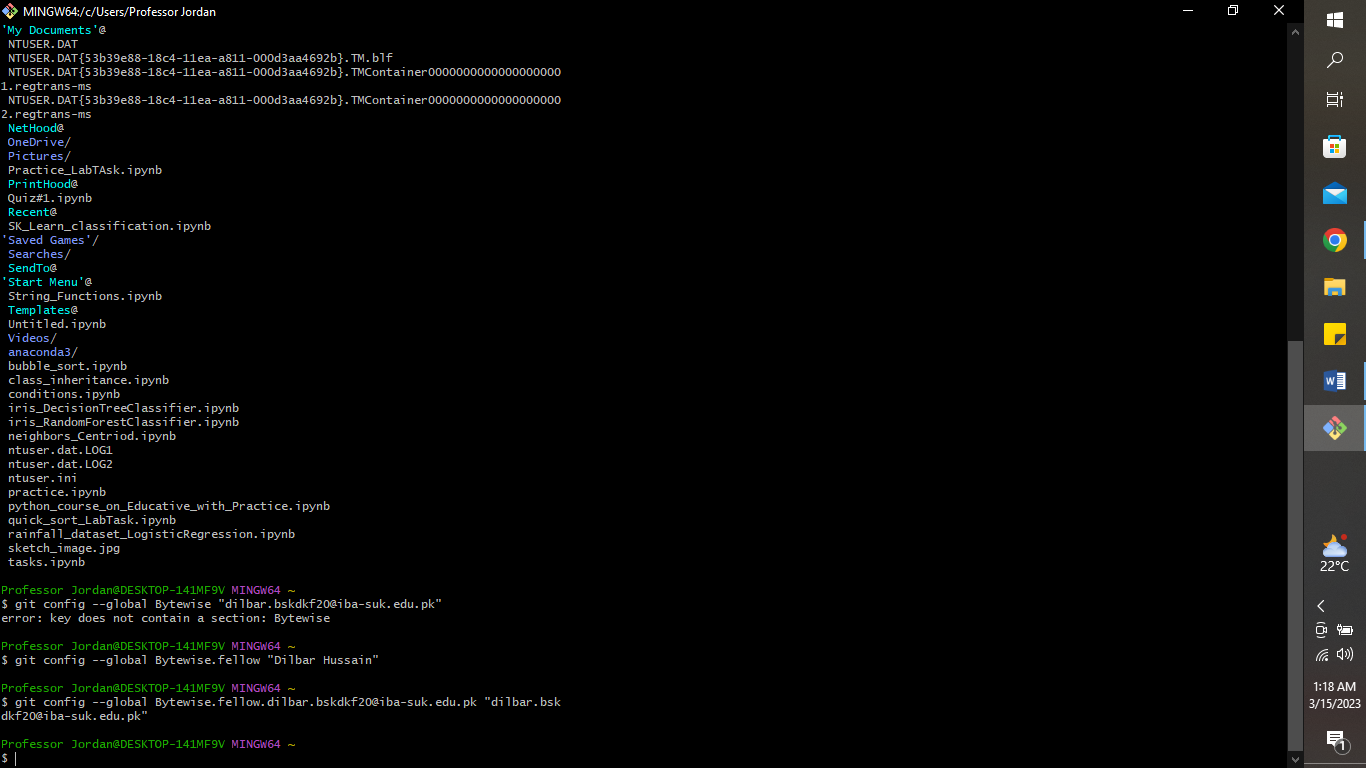 MINGW64:/c/Users/Professor Jordan
'My Documents'@
NTUSER.DAT
NTUSER.DAT{53b39e88-18c4-11ea-a811-000d3aa4692b}.TM.blf
NTUSER.DAT{53b39e88-18c4-11ea-a811-000d3aa4692b}.TMContainer0000000000000000000
1.regtrans-ms
NTUSER.DAT{53b39e88-18c4-11ea-a811-000d3aa4692b}.TMContainer0000000000000000000
2.regtrans-ms
NetHood@
OneDrive/
Pictures/
Practice_LabTAsk.ipynb
PrintHood@
Quiz#1.ipynb
Recent@
SK_Learn_classification.ipynb
'Saved Games'/
Searches/
SendTo@
'Start Menu'@
String_Functions.ipynb
Templates@
Untitled.ipynb
Videos/
anaconda3/
bubble_sort.ipynb
class_inheritance.ipynb
conditions.ipynb
iris_DecisionTreeClassifier.ipynb
iris_RandomForestClassifier.ipynb
neighbors_Centriod.ipynb
ntuser.dat.LOG1
ntuser.dat.LOG2
ntuser.ini
practice.ipynb
python_course_on_Educative_with_Practice.ipynb
quick_sort_LabTask.ipynb
rainfall_dataset_LogisticRegression.ipynb
sketch_image.jpg
tasks.ipynb
Professor Jordan@DESKTOP-141MF9V MINGW64 ~
$ git config --global Bytewise "dilbar.bskdkf20@iba-suk.edu.pk"
error: key does not contain a section: Bytewise
Professor Jordan@DESKTOP-141MF9V MINGW64 ~
$ git config --global Bytewise.fellow "Dilbar Hussain"
Professor Jordan@DESKTOP-141MF9V MINGW64 ~
$ git config --global Bytewise.fellow.dilbar.bskdkf20@iba-suk.edu.pk "dilbar.bsk
dkf20@iba-suk.edu.pk"
Professor Jordan@DESKTOP-141MF9V MINGW64 ~
$
W
22°C
1:18 AM
3/15/2023
1